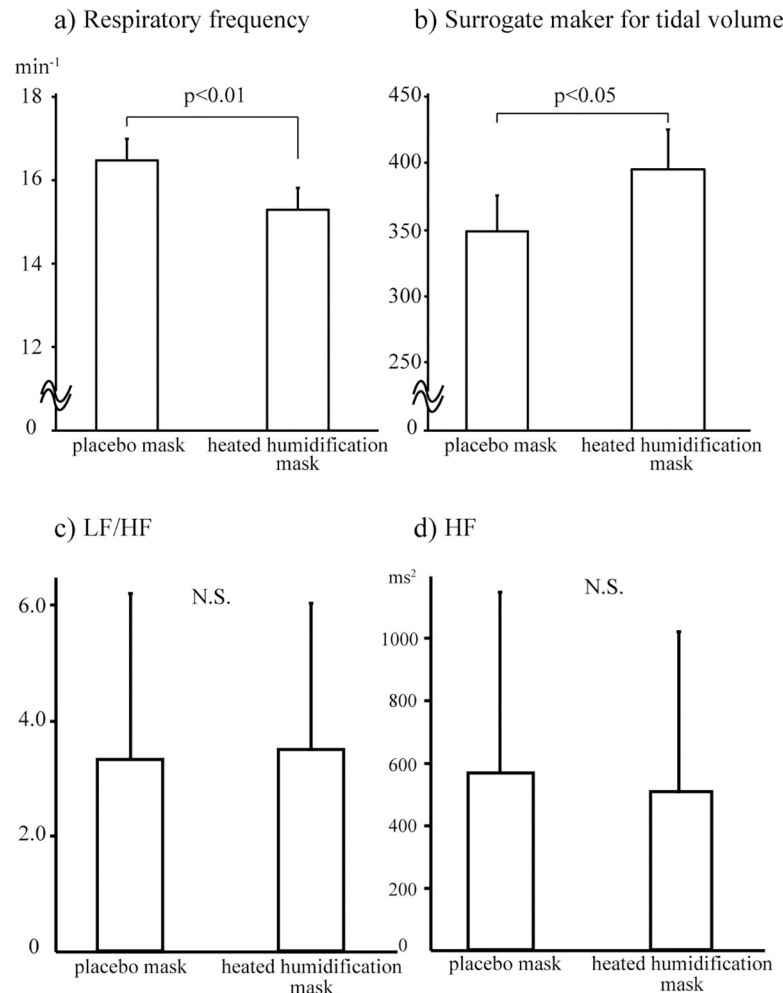 a) Respiratory frequency
min-1
18
16
14
12
0
p<0.01
placebo mask
heated humidification
mask
b) Surrogate maker for tidal volume
450
400
350
300
250
0
p<0.05
placebo mask
heated humidification
mask
c) LF/HF
6.0
4.0
2.0
0
N.S.
placebo mask
heated humidification
mask
d) HF
ms2
1000
800
600
400
200
0
N.S.
placebo mask
heated humidification
mask